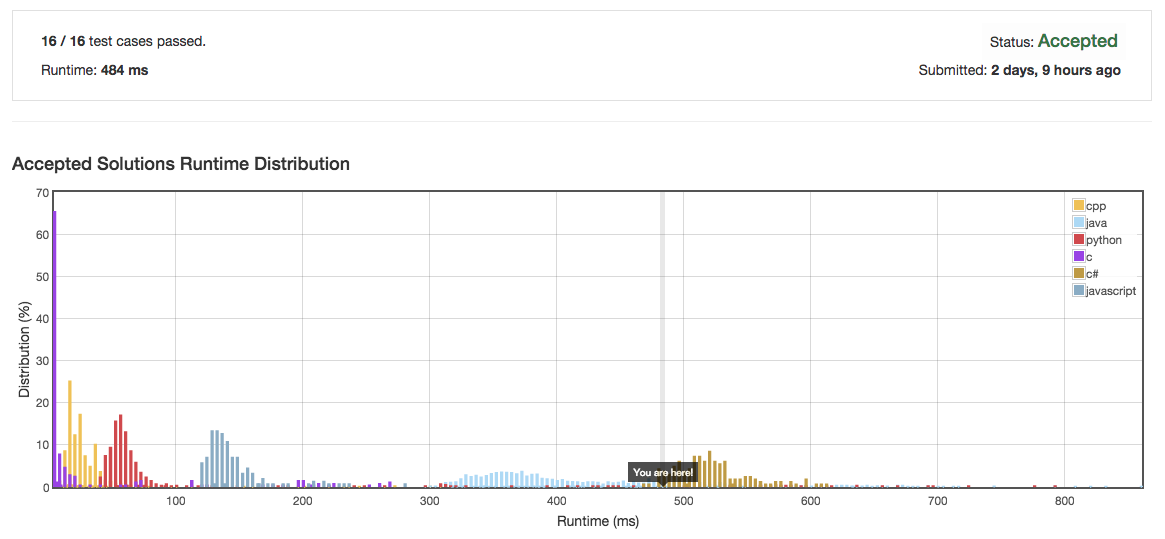 16 / 16 test cases passed.
Status: Accepted
Runtime: 484 ms
Submitted: 2 days, 9 hours ago
Accepted Solutions Runtime Distribution
70
60
50
40
30
20
10
0
Distribution (%)
cpp
java
python
c
c#
javascript
You are here!
100
200
300
400
500
600
700
800
Runtime (ms)